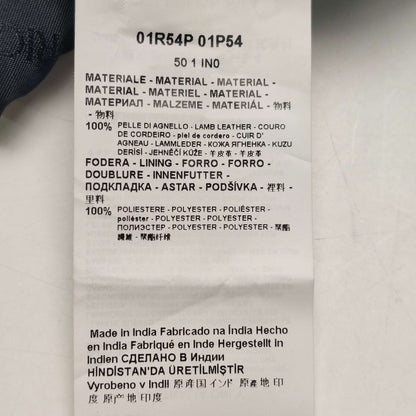 01R54P 01P54
50 1 IN0
MATERIALE - MATERIAL - MATERIAL -
MATERIAL - MATERIEL - MATERIAL -
МАТЕРИАЛ - MALZEME - MATERIÁL - 物料
- 物料
100% PELLE DI AGNELLO - LAMB LEATHER - COURO
DE CORDEIRO - piel de cordero - CUIR D'
AGNEAU - LAMMLEDER - КОЖА ЯГНЕНКА - KUZU
DERİSİ - JEHNĚČÍ KŮŽE - 羊皮革 - 羊皮革
FODERA - LINING - FORRO - FORRO -
DOUBLURE - INNENFUTTER -
ПОДКЛАДКА - ASTAR - PODŠÍVKA - 裡料 -
里料
100% POLIESTERE - POLYESTER - POLIÉSTER -
poliéster - POLYESTER - POLYESTER -
ПОЛИЭСТЕР - POLYESTER - POLYESTER - 聚酯
纖維 - 聚酯纤维
Made in India Fabricado na Índia Hecho
en India Fabriqué en Inde Hergestellt in
Indien СДЕЛАНО В Индии
HİNDİSTAN'DA ÜRETİLMİŞTİR
Vyrobeno v Indii 原産国インド 原產地印
度 原产地 印度